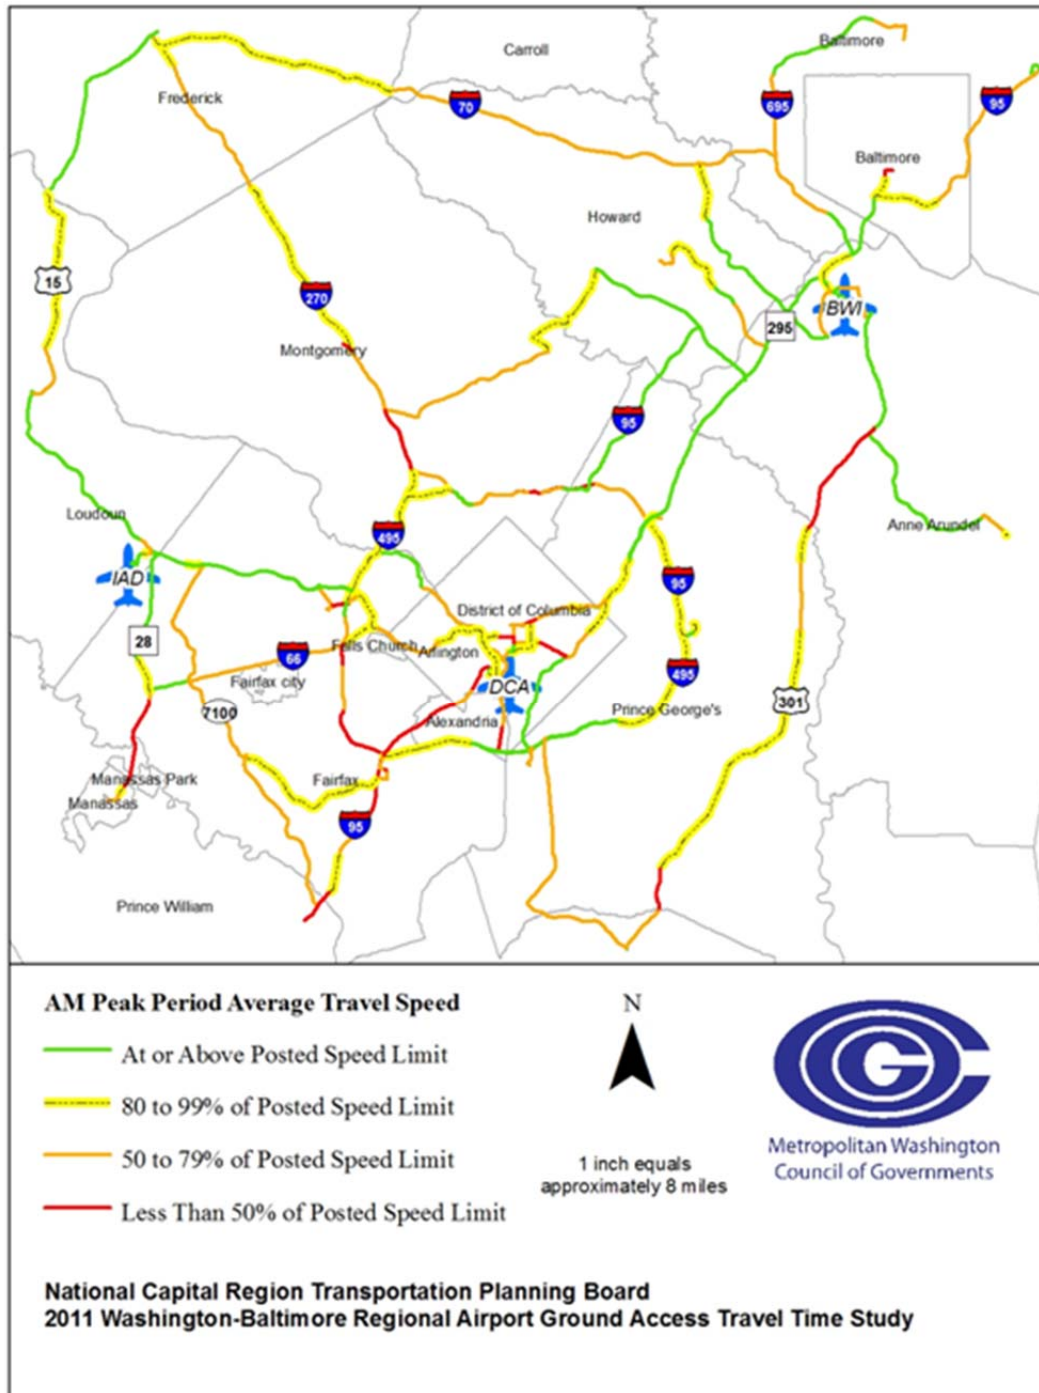 Carroll
Baltimore
Frederick
70
695
95
Baltimore
Howard
15
270
BWI
295
Montgomery
95
Loudoun
Anne Arundel
495
IAD
95
District of Columbia
28
Falls Church
Arlington
66
495
Fairfax city
DCA
301
7100
Prince George's
Alexandria
Manassas Park
Fairfax
Manassas
95
Prince William
AM Peak Period Average Travel Speed
At or Above Posted Speed Limit
80 to 99% of Posted Speed Limit
50 to 79% of Posted Speed Limit
Less Than 50% of Posted Speed Limit
N
1 inch equals
approximately 8 miles
COG
Metropolitan Washington
Council of Governments
National Capital Region Transportation Planning Board
2011 Washington-Baltimore Regional Airport Ground Access Travel Time Study